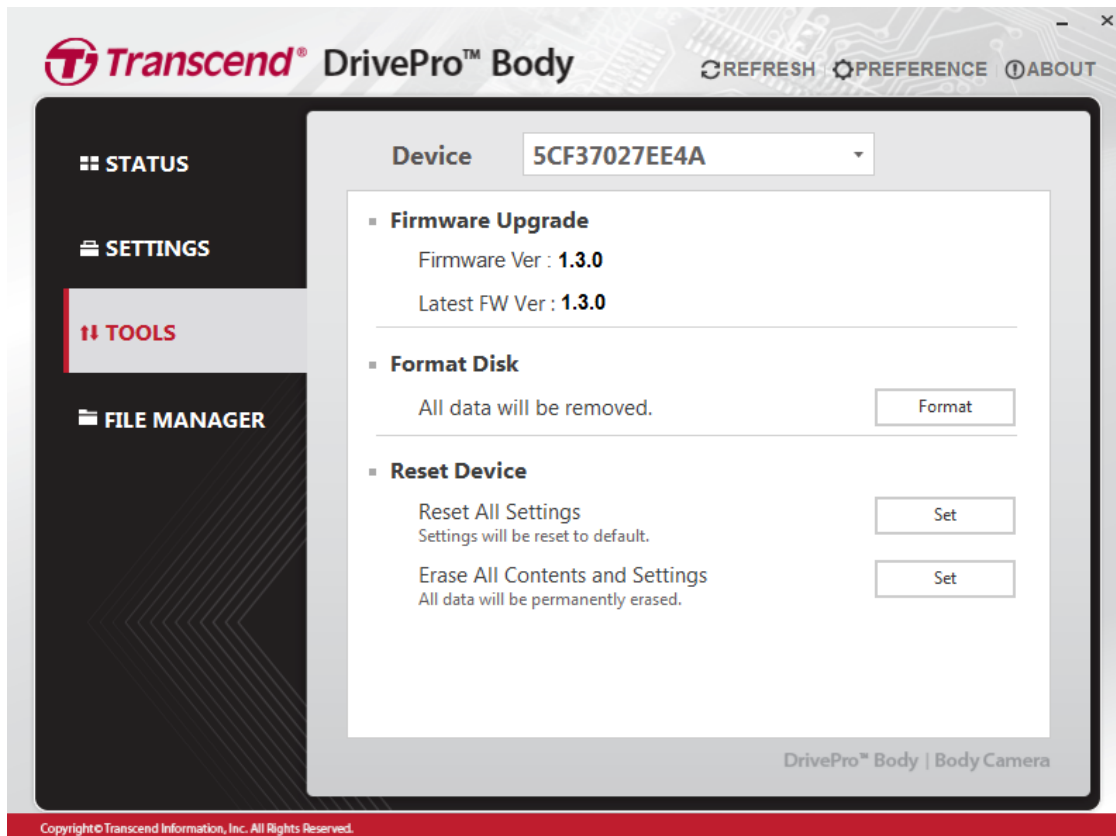 Transcend® DrivePro™ Body
REFRESH PREFERENCE ABOUT
STATUS
SETTINGS
TOOLS
FILE MANAGER
Device 5CF37027EE4A
Firmware Upgrade
Firmware Ver : 1.3.0
Latest FW Ver : 1.3.0
Format Disk
All data will be removed. Format
Reset Device
Reset All Settings Set
Settings will be reset to default.
Erase All Contents and Settings Set
All data will be permanently erased.
DrivePro™ Body | Body Camera
Copyright©Transcend Information, Inc. All Rights Reserved.